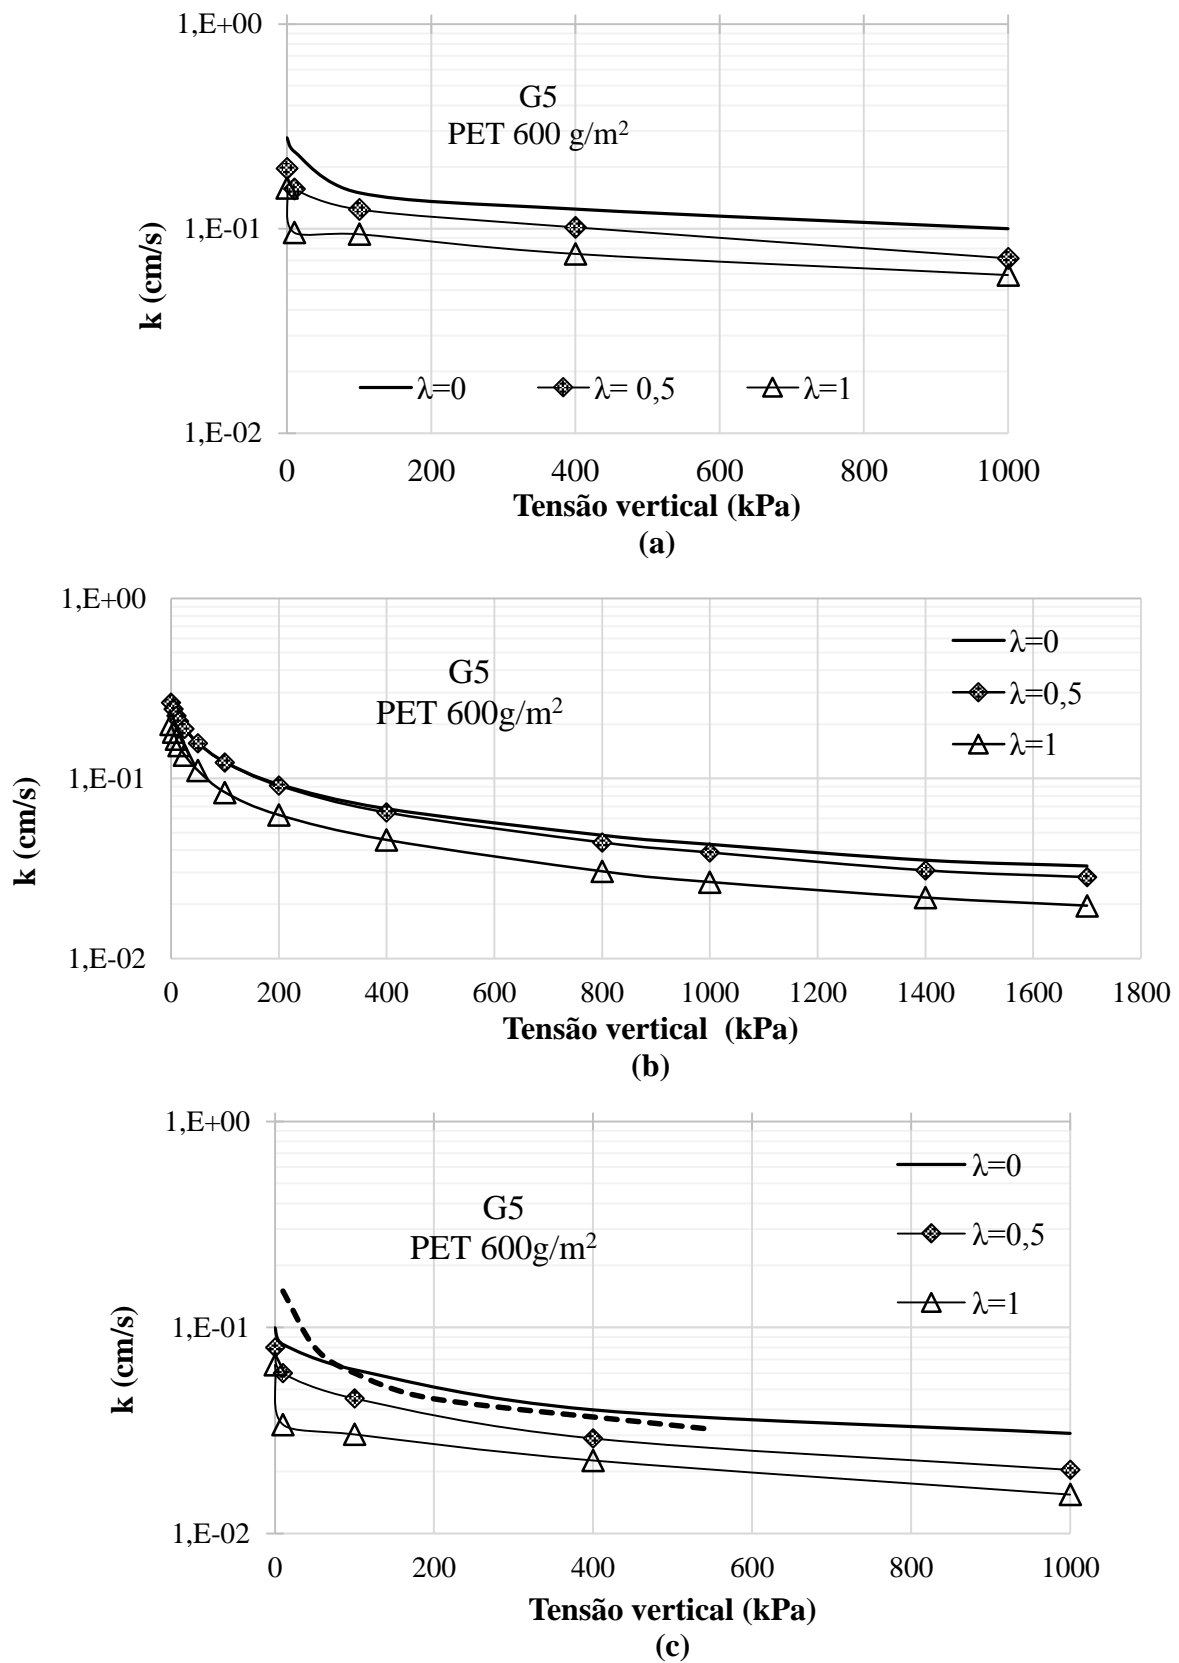 1,E+00
G5
PET 600 g/m²
1,E-01
k (cm/s)
λ=0
λ= 0,5
λ=1
1,E-02
0 200 400 600 800 1000
Tensão vertical (kPa)
(a)
1,E+00
λ=0
G5
λ=0,5
PET 600g/m²
λ=1
1,E-01
k (cm/s)
1,E-02
0 200 400 600 800 1000 1200 1400 1600 1800
Tensão vertical (kPa)
(b)
1,E+00
λ=0
G5
λ=0,5
PET 600g/m²
λ=1
1,E-01
k (cm/s)
1,E-02
0 200 400 600 800 1000
Tensão vertical (kPa)
(c)